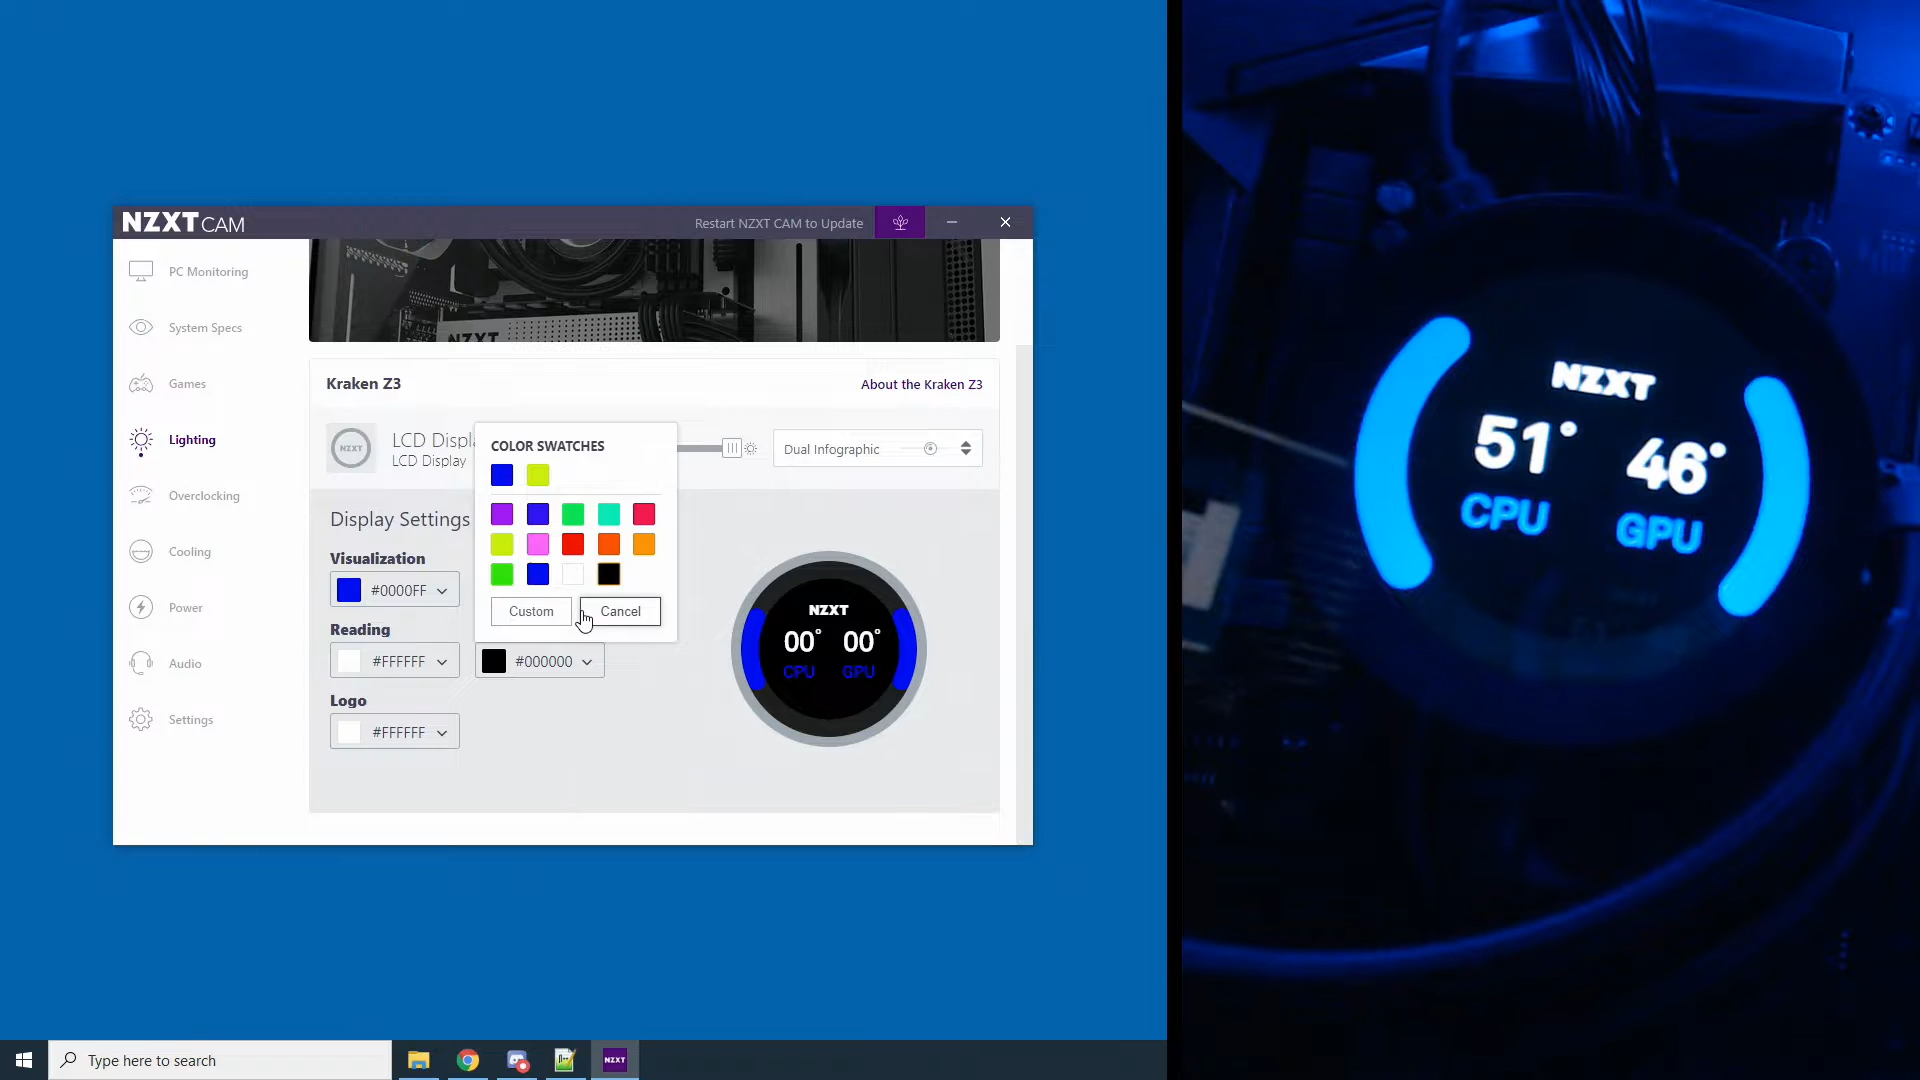 NZXT CAM
Restart NZXT CAM to Update
PC Monitoring
System Specs
Games
Lighting
Overclocking
Cooling
Power
Audio
Settings
NZXT
Kraken Z3
About the Kraken Z3
NZXT
LCD Displ
LCD Display
Dual Infographic
COLOR SWATCHES
Custom
Cancel
Display Settings
Visualization
#0000FF
Reading
#FFFFFF
#000000
Logo
#FFFFFF
NZXT
00° 00°
CPU GPU
NZXT
51° 46°
CPU GPU
Type here to search
NZXT